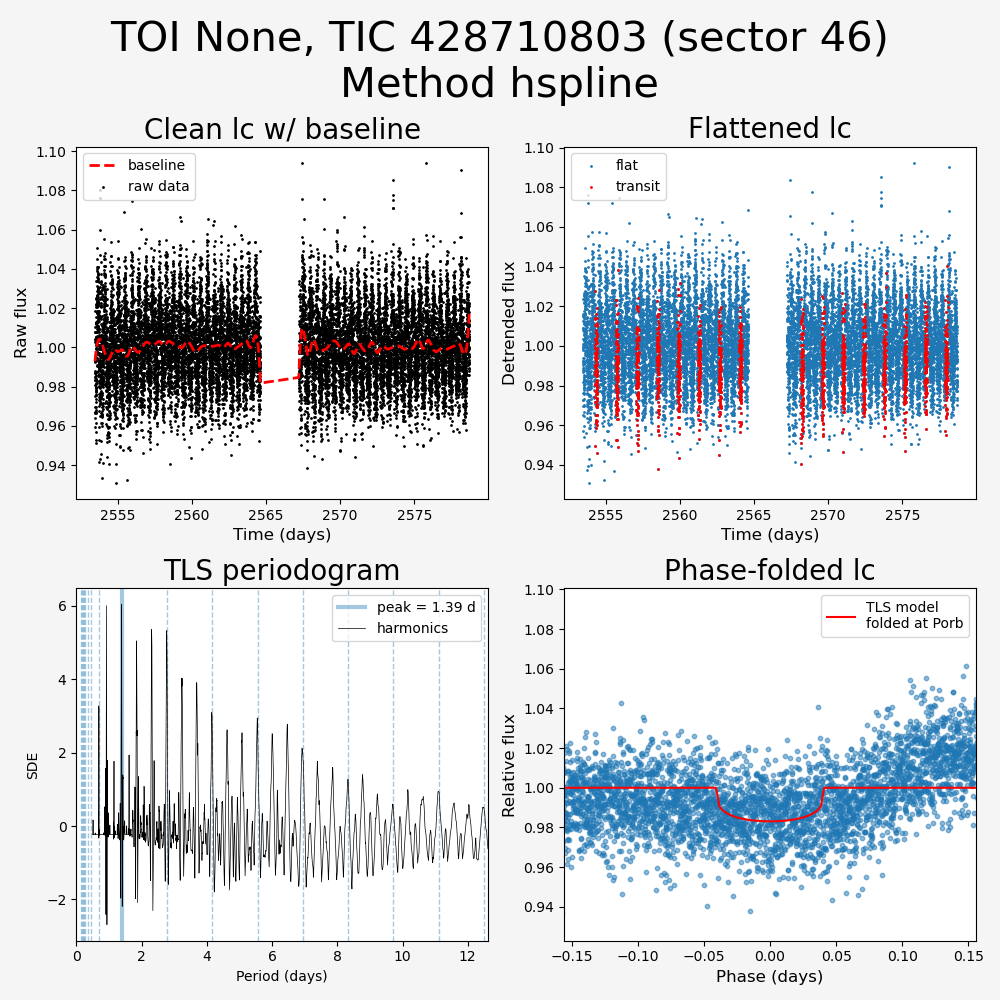 TOI None, TIC 428710803 (sector 46)
Method hspline
Clean lc w/ baseline
1.10
1.08
1.06
1.04
1.02
1.00
0.98
0.96
0.94
Raw flux
baseline
raw data
2555
2560
2565
2570
2575
Time (days)
Flattened lc
1.10
1.08
1.06
1.04
1.02
1.00
0.98
0.96
0.94
Detrended flux
flat
transit
2555
2560
2565
2570
2575
Time (days)
TLS periodogram
6
4
2
0
−2
SDE
peak = 1.39 d
harmonics
0
2
4
6
8
10
12
Period (days)
Phase-folded lc
1.10
1.08
1.06
1.04
1.02
1.00
0.98
0.96
0.94
Relative flux
TLS model
folded at Porb
−0.15
−0.10
−0.05
0.00
0.05
0.10
0.15
Phase (days)